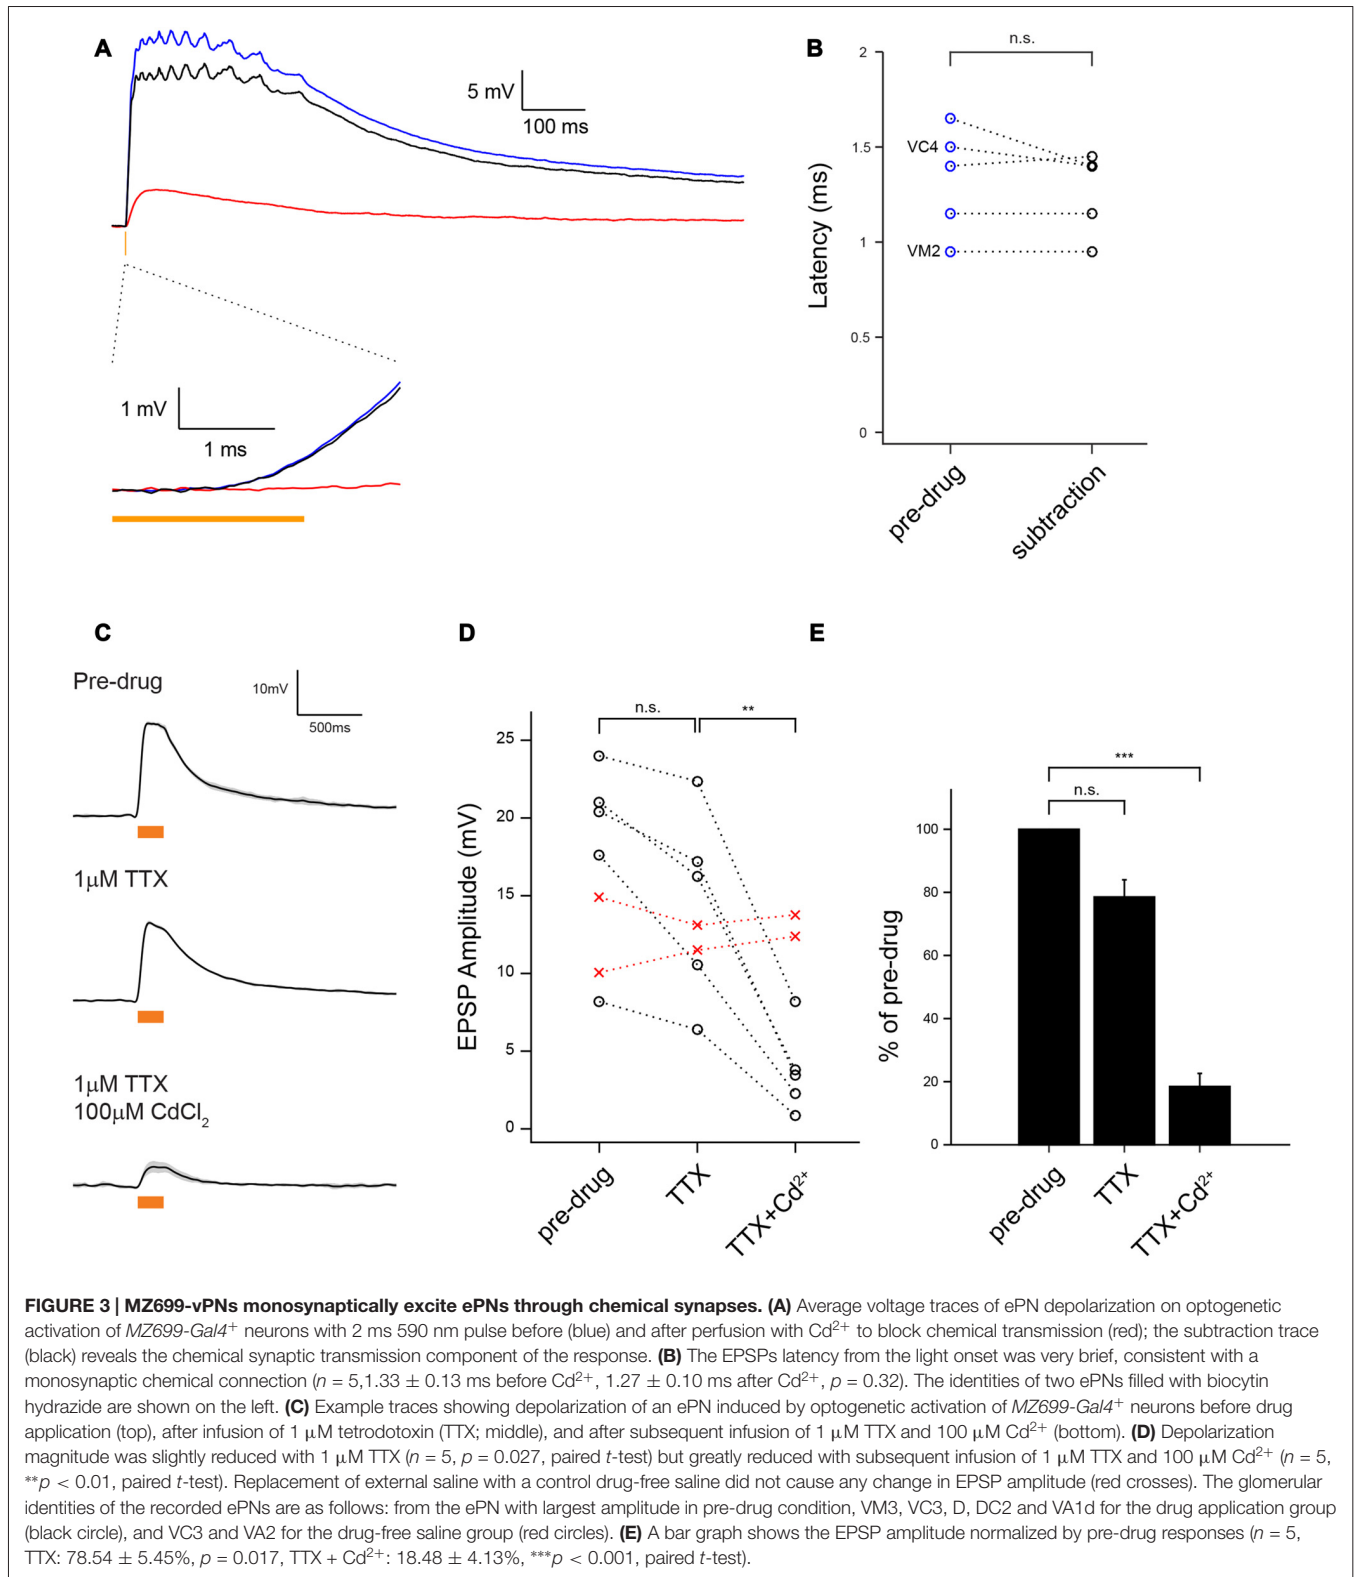 A
5 mV
100 ms
1 mV
1 ms
B
n.s.
2
1.5
1
0.5
0
VC4
VM2
Latency (ms)
pre-drug
subtraction
C
Pre-drug
10mV
500ms
1µM TTX
1µM TTX
100µM CdCl2
D
n.s.
**
25
20
15
10
5
0
EPSP Amplitude (mV)
pre-drug
TTX
TTX+Cd2+
E
***
n.s.
100
80
60
40
20
0
% of pre-drug
pre-drug
TTX
TTX+Cd2+
FIGURE 3 | MZ699-vPNs monosynaptically excite ePNs through chemical synapses. (A) Average voltage traces of ePN depolarization on optogenetic
activation of MZ699-Gal4+ neurons with 2 ms 590 nm pulse before (blue) and after perfusion with Cd2+ to block chemical transmission (red); the subtraction trace
(black) reveals the chemical synaptic transmission component of the response. (B) The EPSPs latency from the light onset was very brief, consistent with a
monosynaptic chemical connection (n = 5,1.33 ± 0.13 ms before Cd2+, 1.27 ± 0.10 ms after Cd2+, p = 0.32). The identities of two ePNs filled with biocytin
hydrazide are shown on the left. (C) Example traces showing depolarization of an ePN induced by optogenetic activation of MZ699-Gal4+ neurons before drug
application (top), after infusion of 1 µM tetrodotoxin (TTX; middle), and after subsequent infusion of 1 µM TTX and 100 µM Cd2+ (bottom). (D) Depolarization
magnitude was slightly reduced with 1 µM TTX (n = 5, p = 0.027, paired t-test) but greatly reduced with subsequent infusion of 1 µM TTX and 100 µM Cd2+ (n = 5,
**p < 0.01, paired t-test). Replacement of external saline with a control drug-free saline did not cause any change in EPSP amplitude (red crosses). The glomerular
identities of the recorded ePNs are as follows: from the ePN with largest amplitude in pre-drug condition, VM3, VC3, D, DC2 and VA1d for the drug application group
(black circle), and VC3 and VA2 for the drug-free saline group (red circles). (E) A bar graph shows the EPSP amplitude normalized by pre-drug responses (n = 5,
TTX: 78.54 ± 5.45%, p = 0.017, TTX + Cd2+: 18.48 ± 4.13%, ***p < 0.001, paired t-test).